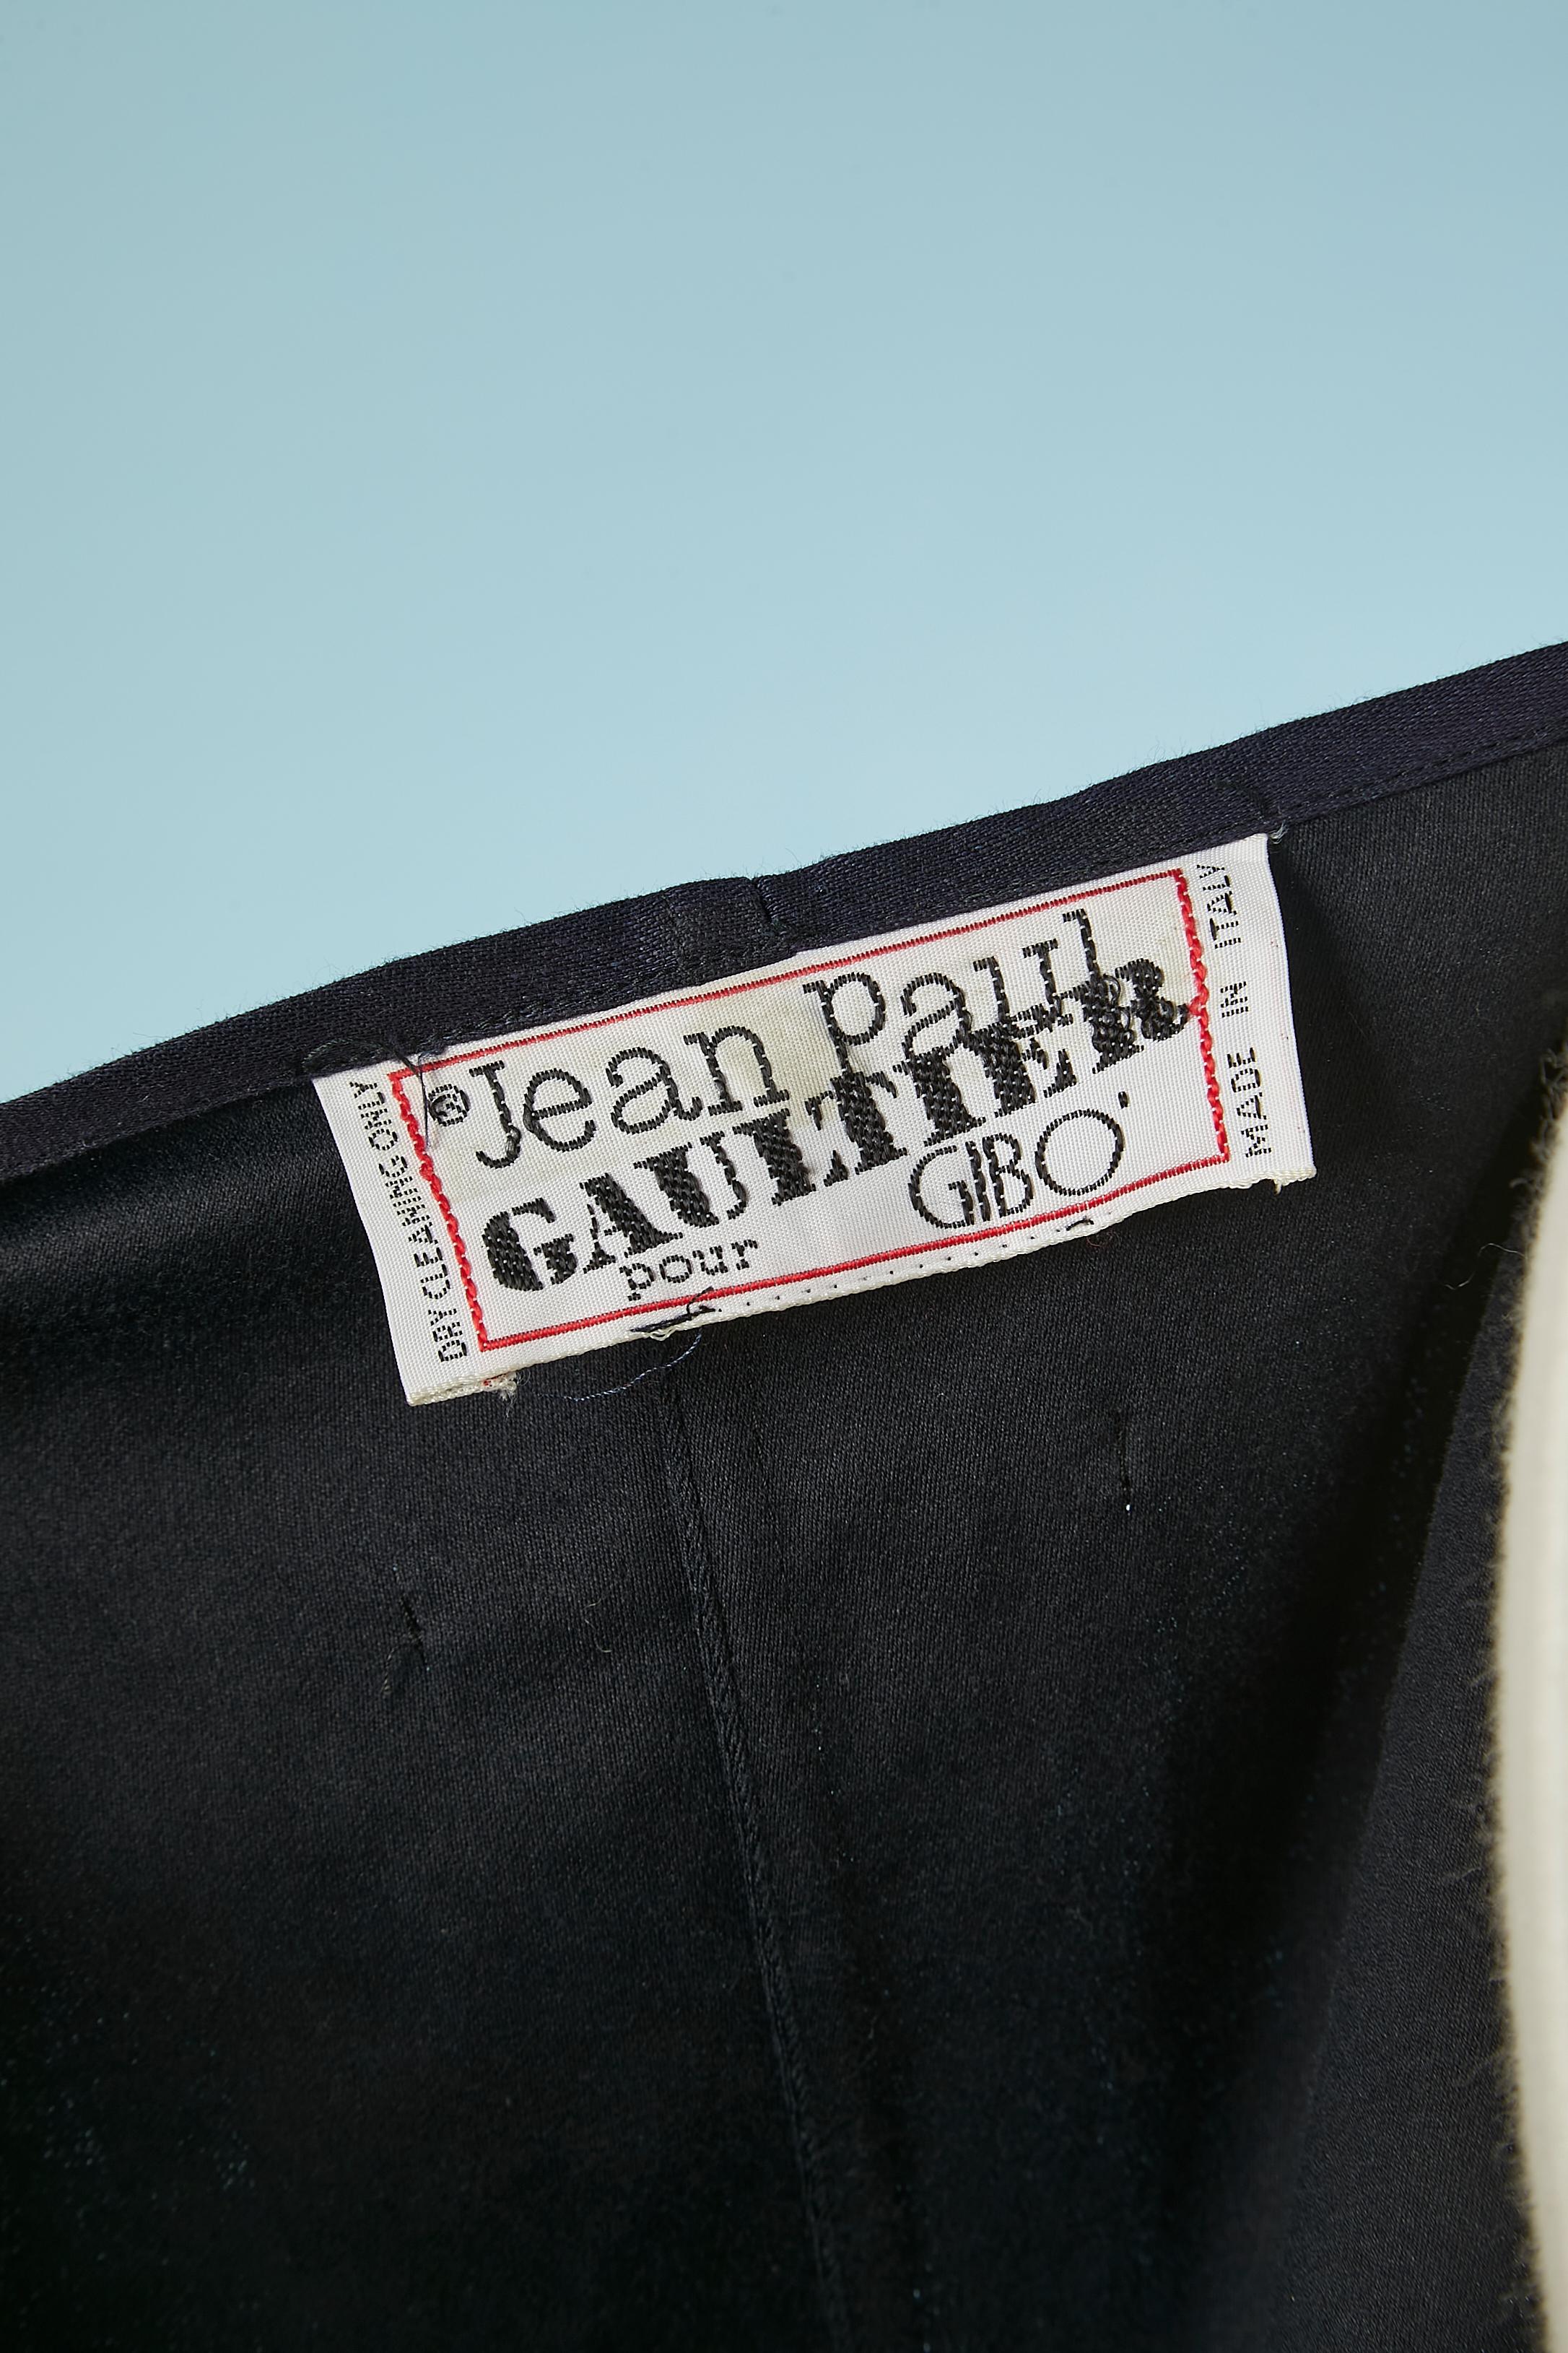 DRY CLEANING ONLY
® Jean Paul
GAULTIER
pour GIBO'
MADE IN ITALY